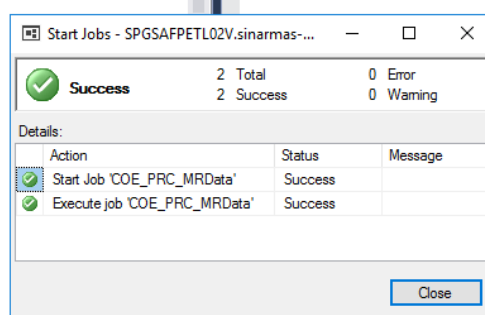 Start Jobs - SPGSAFPETL02V.sinarmas-...
Success
2 Total 0 Error
2 Success 0 Warning
Details:
Action Status Message
Start Job 'COE_PRC_MRData' Success
Execute job 'COE_PRC_MRData' Success
Close